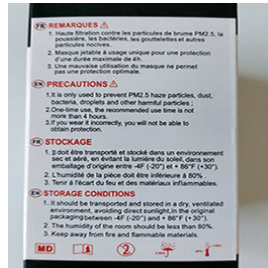 FR REMARQUES
1. Haute filtration contre les particules de brume PM2.5, la
poussière, les bactéries, les gouttelettes et autres
particules nocives.
2. Masque jetable à usage unique pour une protection
d'une durée maximale de 4h.
3. Une mauvaise utilisation du masque ne permet
pas une protection optimale.
EN PRECAUTIONS
1.It is only used to prevent PM2.5 haze particles, dust,
bacteria, droplets and other harmful particles ;
2.One-time use, the recommended use time is not
more than 4 hours.
3.If you wear it incorrectly, you will not be able to
obtain protection.
FR STOCKAGE
1. Il doit être transporté et stocké dans un environnement
sec et aéré, en évitant la lumière du soleil, dans son
emballage d'origine entre -4F (-20°) et + 86°F (+30°).
2. L'humidité de la pièce doit être inférieure à 80% .
3. Tenir à l'écart du feu et des matériaux inflammables.
EN STORAGE CONDITIONS
1. It should be transported and stored in a dry, ventilated
environment, avoiding direct sunlight,in the original
packaging between -4F (-20°) and + 86°F (+30°).
2. The humidity of the room should be less than 80%.
3. Keep away from fire and flammable materials.
MD
2